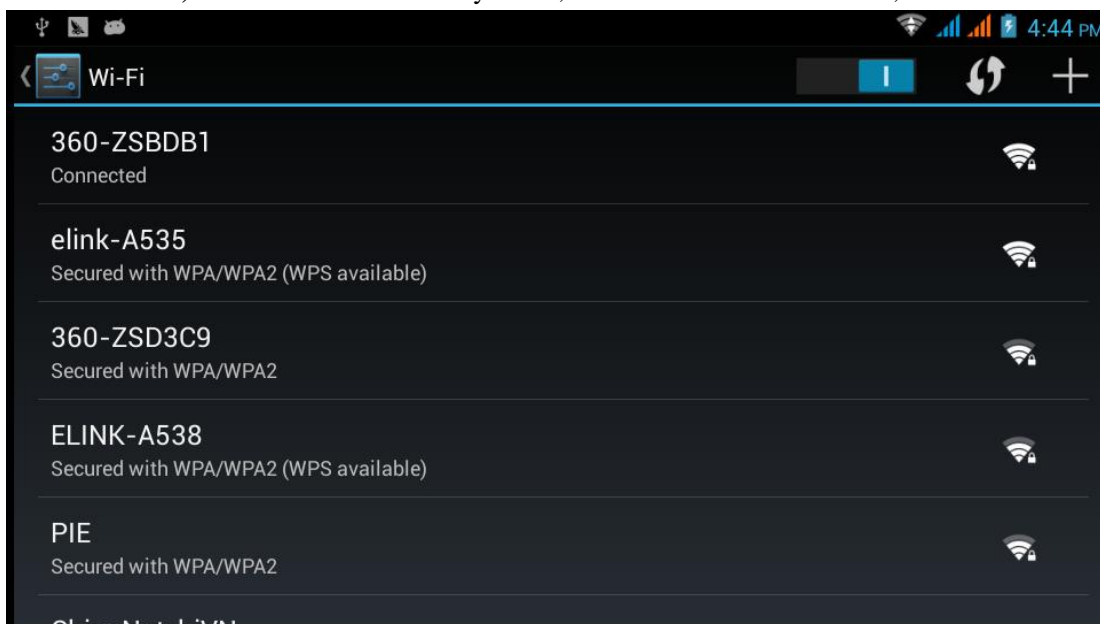 4:44 PM
Wi-Fi
360-ZSBDB1
Connected
elink-A535
Secured with WPA/WPA2 (WPS available)
360-ZSD3C9
Secured with WPA/WPA2
ELINK-A538
Secured with WPA/WPA2 (WPS available)
PIE
Secured with WPA/WPA2